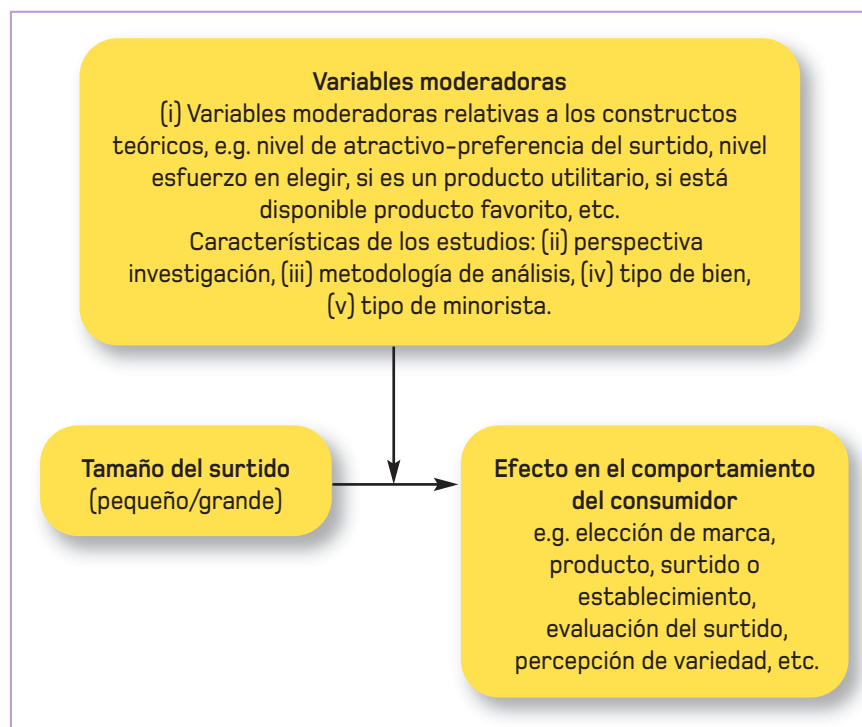 Variables moderadoras
(i) Variables moderadoras relativas a los constructos
teóricos, e.g. nivel de atractivo-preferencia del surtido, nivel
esfuerzo en elegir, si es un producto utilitario, si está
disponible producto favorito, etc.
Características de los estudios: (ii) perspectiva
investigación, (iii) metodología de análisis, (iv) tipo de bien,
(v) tipo de minorista.
Tamaño del surtido
(pequeño/grande)
Efecto en el comportamiento
del consumidor
e.g. elección de marca,
producto, surtido o
establecimiento,
evaluación del surtido,
percepción de variedad, etc.